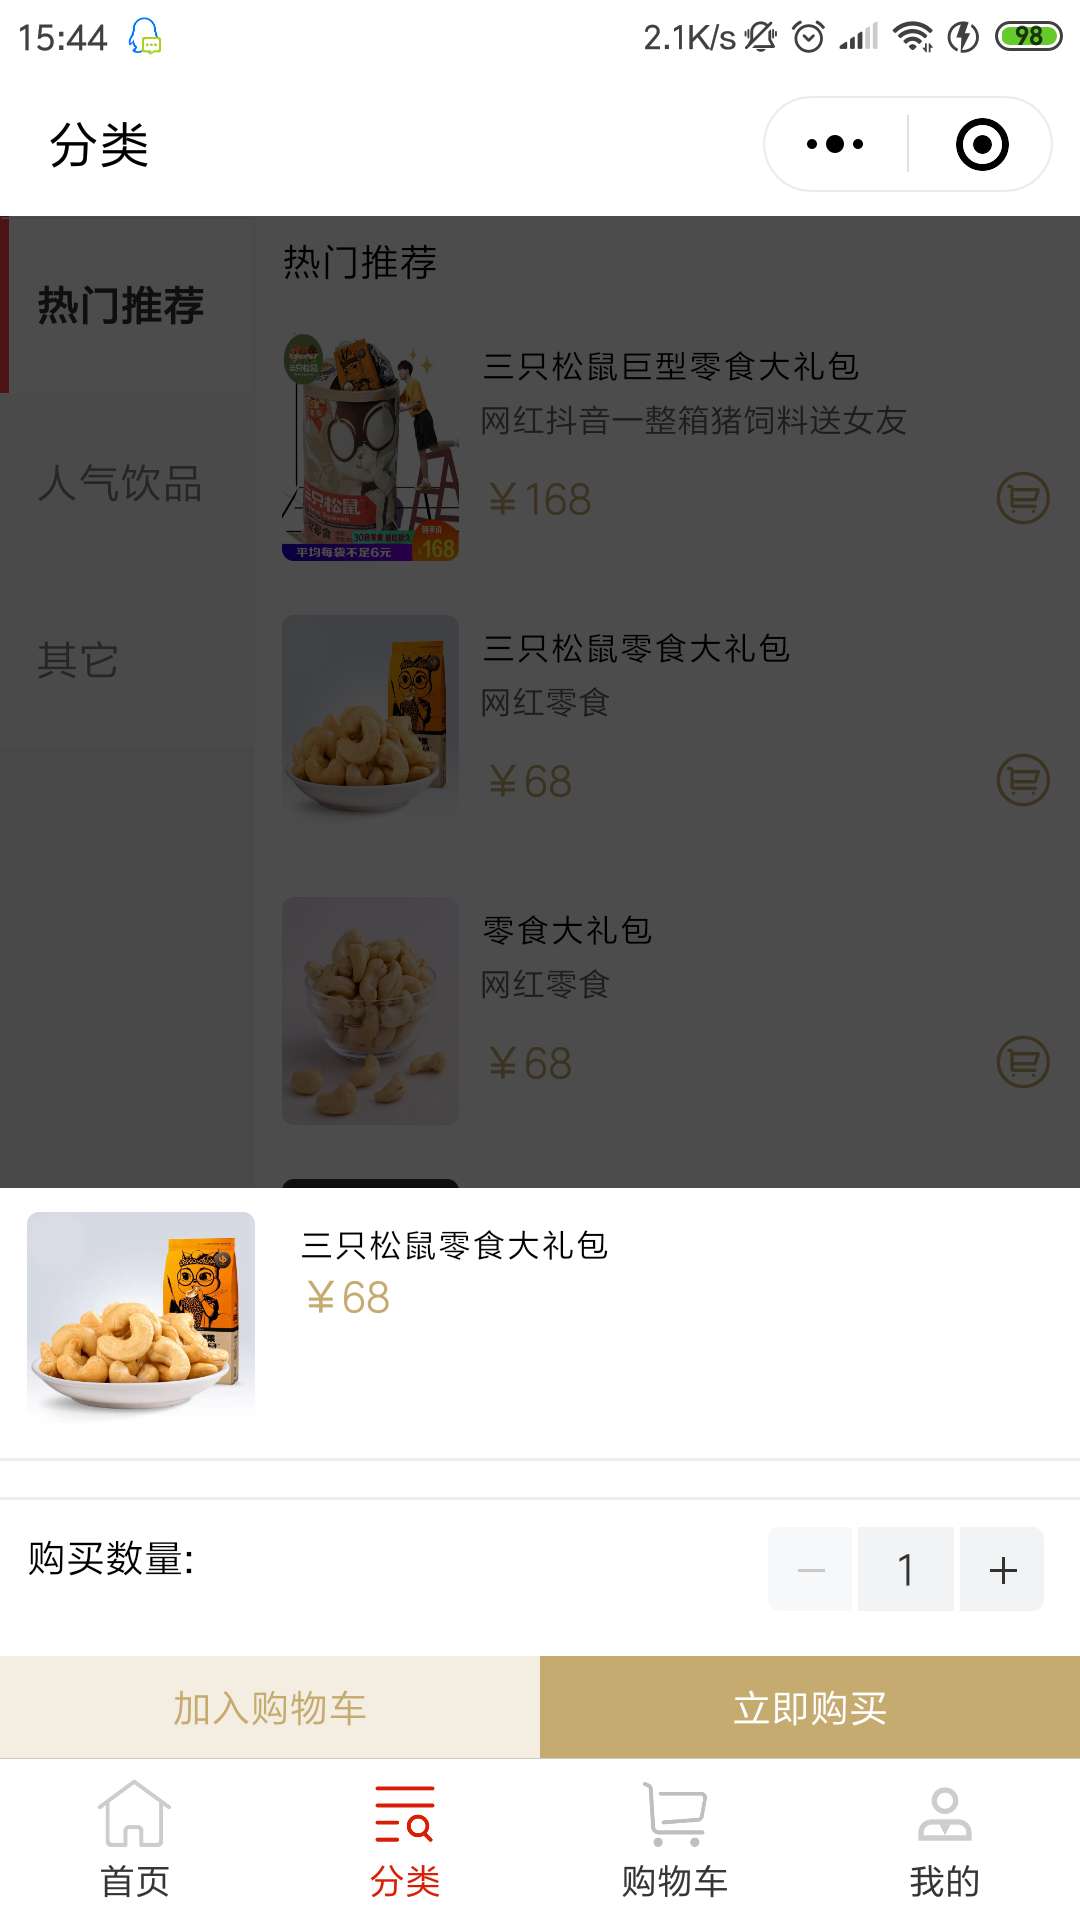 15:44
2.1K/s
98
分类
热门推荐
人气饮品
其它
热门推荐
三只松鼠巨型零食大礼包
网红抖音一整箱猪饲料送女友
¥168
三只松鼠
平均每袋不足6元
168
三只松鼠零食大礼包
网红零食
¥68
零食大礼包
网红零食
¥68
三只松鼠零食大礼包
¥68
购买数量:
1
加入购物车
立即购买
首页
分类
购物车
我的